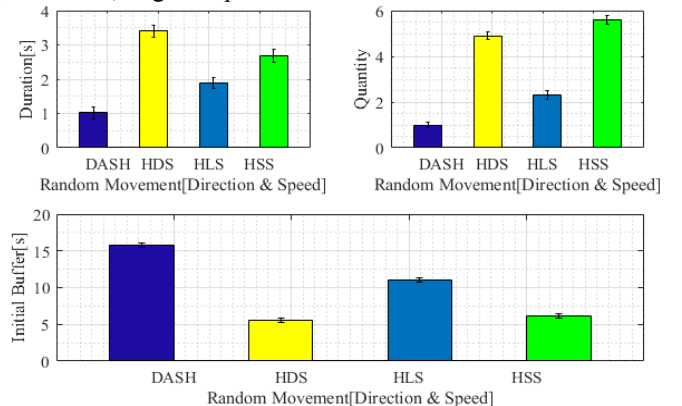 4
3
2
1
0
Duration[s]
DASH HDS HLS HSS
Random Movement[Direction & Speed]
6
4
2
0
Quantity
DASH HDS HLS HSS
Random Movement[Direction & Speed]
20
15
10
5
0
Initial Buffer[s]
DASH HDS HLS HSS
Random Movement[Direction & Speed]